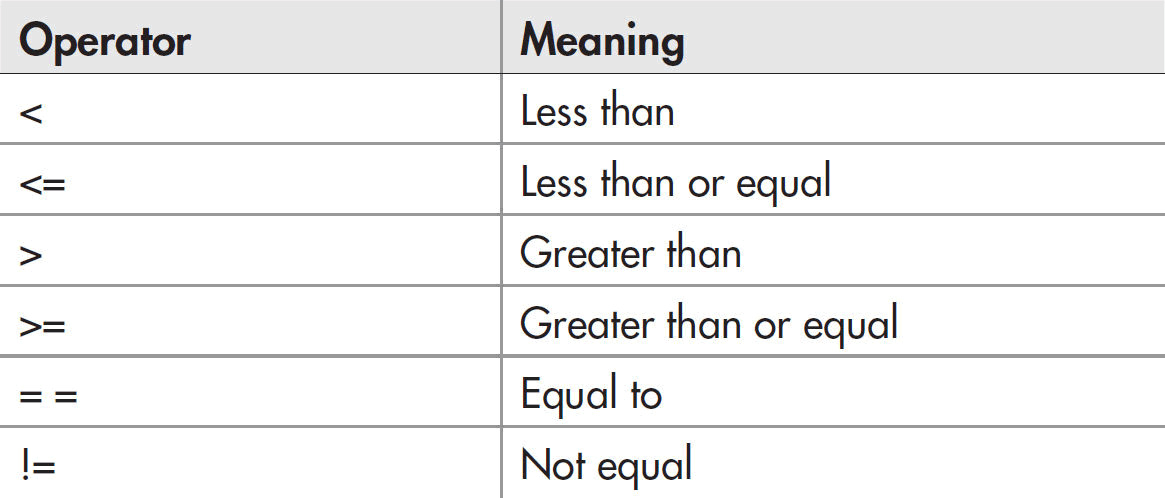 Operator Meaning
< Less than
<= Less than or equal
> Greater than
>= Greater than or equal
= = Equal to
!= Not equal